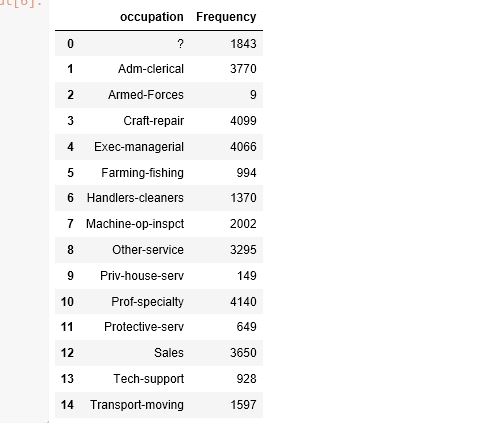 ut[6]:
occupation Frequency
0 ? 1843
1 Adm-clerical 3770
2 Armed-Forces 9
3 Craft-repair 4099
4 Exec-managerial 4066
5 Farming-fishing 994
6 Handlers-cleaners 1370
7 Machine-op-inspct 2002
8 Other-service 3295
9 Priv-house-serv 149
10 Prof-specialty 4140
11 Protective-serv 649
12 Sales 3650
13 Tech-support 928
14 Transport-moving 1597